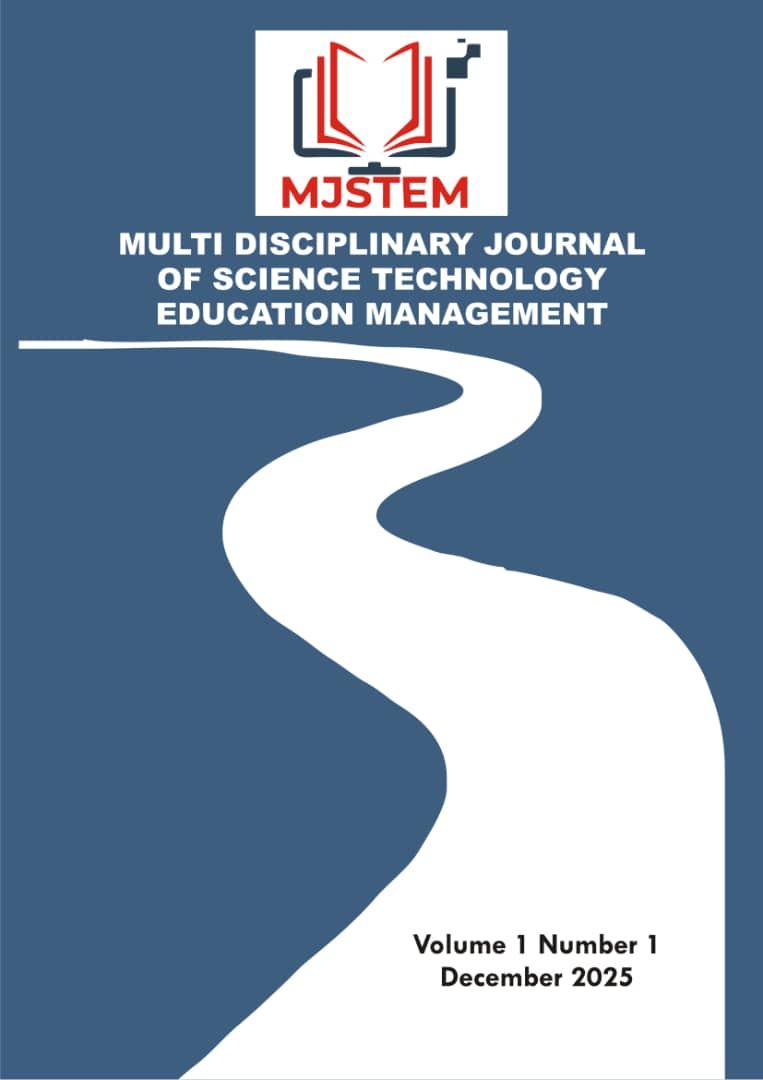 MJSTEM
MULTI DISCIPLINARY JOURNAL
OF SCIENCE TECHNOLOGY
EDUCATION MANAGEMENT
Volume 1 Number 1
December 2025